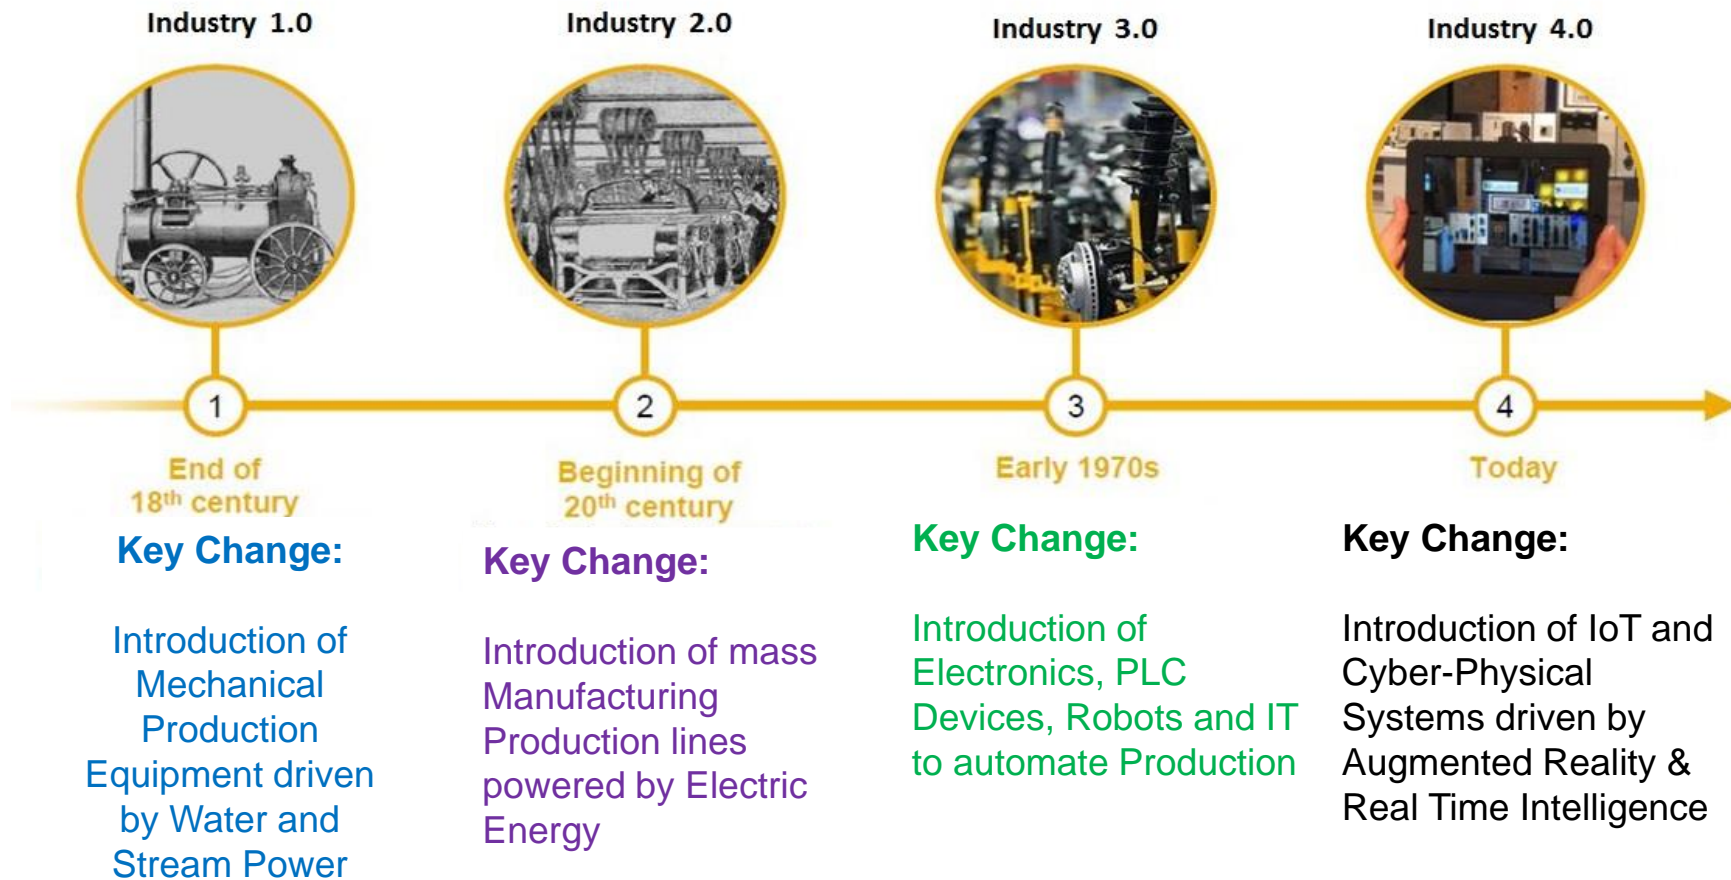 Industry 1.0
Industry 2.0
Industry 3.0
Industry 4.0
1
2
3
4
End of
18th century
Beginning of
20th century
Early 1970s
Today
Key Change:
Introduction of
Mechanical
Production
Equipment driven
by Water and
Stream Power
Key Change:
Introduction of mass
Manufacturing
Production lines
powered by Electric
Energy
Key Change:
Introduction of
Electronics, PLC
Devices, Robots and IT
to automate Production
Key Change:
Introduction of IoT and
Cyber-Physical
Systems driven by
Augmented Reality &
Real Time Intelligence